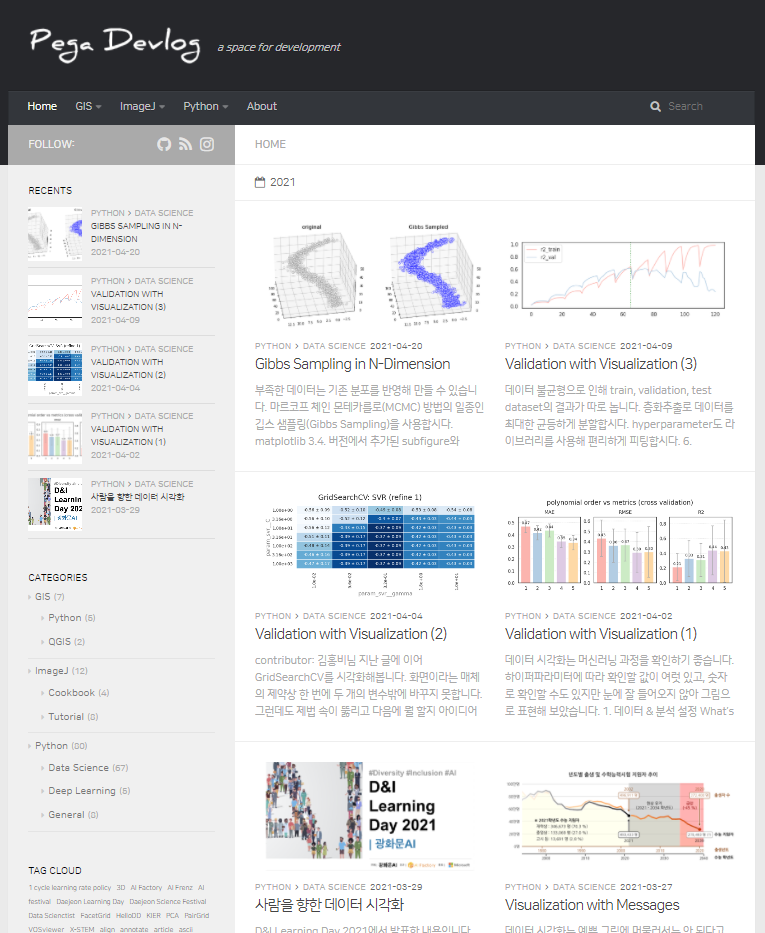 Pega Devlog
a space for development
Home GIS ImageJ Python About Search
FOLLOW:
RECENTS
PYTHON > DATA SCIENCE
GIBBS SAMPLING IN N-
DIMENSION
2021-04-20
PYTHON > DATA SCIENCE
VALIDATION WITH
VISUALIZATION (3)
2021-04-09
PYTHON > DATA SCIENCE
VALIDATION WITH
VISUALIZATION (2)
2021-04-04
PYTHON > DATA SCIENCE
VALIDATION WITH
VISUALIZATION (1)
2021-04-02
PYTHON > DATA SCIENCE
사람을 향한 데이터 시각화
2021-03-29
CATEGORIES
GIS (7)
Python (5)
QGIS (2)
ImageJ (12)
Cookbook (4)
Tutorial (8)
Python (80)
Data Science (67)
Deep Learning (5)
General (8)
TAG CLOUD
1 cycle learning rate policy 3D AI Factory AI Frenz AI
festival Daejeon Learning Day Daejeon Science Festival
Data Scienctist FacetGrid HelloDD KIER PCA PairGrid
VOSviewer X-STEM align annotate article ascii
HOME
2021
original Gibbs Sampled
r2_train
r2_val
PYTHON > DATA SCIENCE 2021-04-20
Gibbs Sampling in N-Dimension
부족한 데이터는 기존 분포를 반영해 만들 수 있습니
다. 마르코프 체인 몬테카를로(MCMC) 방법의 일종인
깁스 샘플링(Gibbs Sampling)을 사용합시다.
matplotlib 3.4. 버전에서 추가된 subfigure와
PYTHON > DATA SCIENCE 2021-04-09
Validation with Visualization (3)
데이터 불균형으로 인해 train, validation, test
dataset의 결과가 따로 놉니다. 층화추출로 데이터를
최대한 균등하게 분할합시다. hyperparameter도 라
이브러리를 사용해 편리하게 피팅합시다. 6.
GridSearchCV: SVR (refine 1)
param_svr__gamma
polynomial order vs metrics (cross validation)
MAE RMSE R2
PYTHON > DATA SCIENCE 2021-04-04
Validation with Visualization (2)
contributor: 김홍비님 지난 글에 이어
GridSearchCV를 시각화해봅니다. 화면이라는 매체
의 제약상 한 번에 두 개의 변수밖에 바꾸지 못합니다.
그런데도 제법 속이 뚫리고 다음에 뭘 할지 아이디어
PYTHON > DATA SCIENCE 2021-04-02
Validation with Visualization (1)
데이터 시각화는 머신러닝 과정을 확인하기 좋습니다.
하이퍼파라미터에 따라 확인할 값이 여럿 있고, 숫자
로 확인할 수도 있지만 눈에 잘 들어오지 않아 그림으
로 표현해 보았습니다. 1. 데이터 & 분석 설정 What's
#Diversity #Inclusion #AI
D&I
Learning
Day 2021
| 광화문AI
년도별 출생 및 수학능력시험 지원자 추이
PYTHON > DATA SCIENCE 2021-03-29
사람을 향한 데이터 시각화
D&I Learning Day 2021에서 발표한 내용입니다.
PYTHON > DATA SCIENCE 2021-03-27
Visualization with Messages
데이터 시각화는 예쁜 그림에 머물러서는 안 되다고